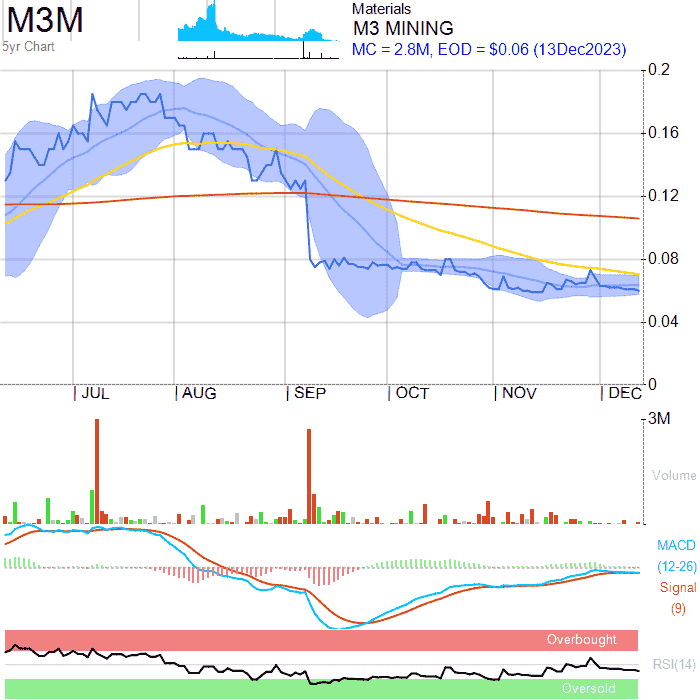 M3M
5yr Chart
Materials
M3 MINING
MC = 2.8M, EOD = $0.06 (13Dec2023)
0.2
0.16
0.12
0.08
0.04
0
JUL AUG SEP OCT NOV DEC
3M
Volume
MACD
(12-26)
Signal
(9)
Overbought
RSI(14)
Oversold